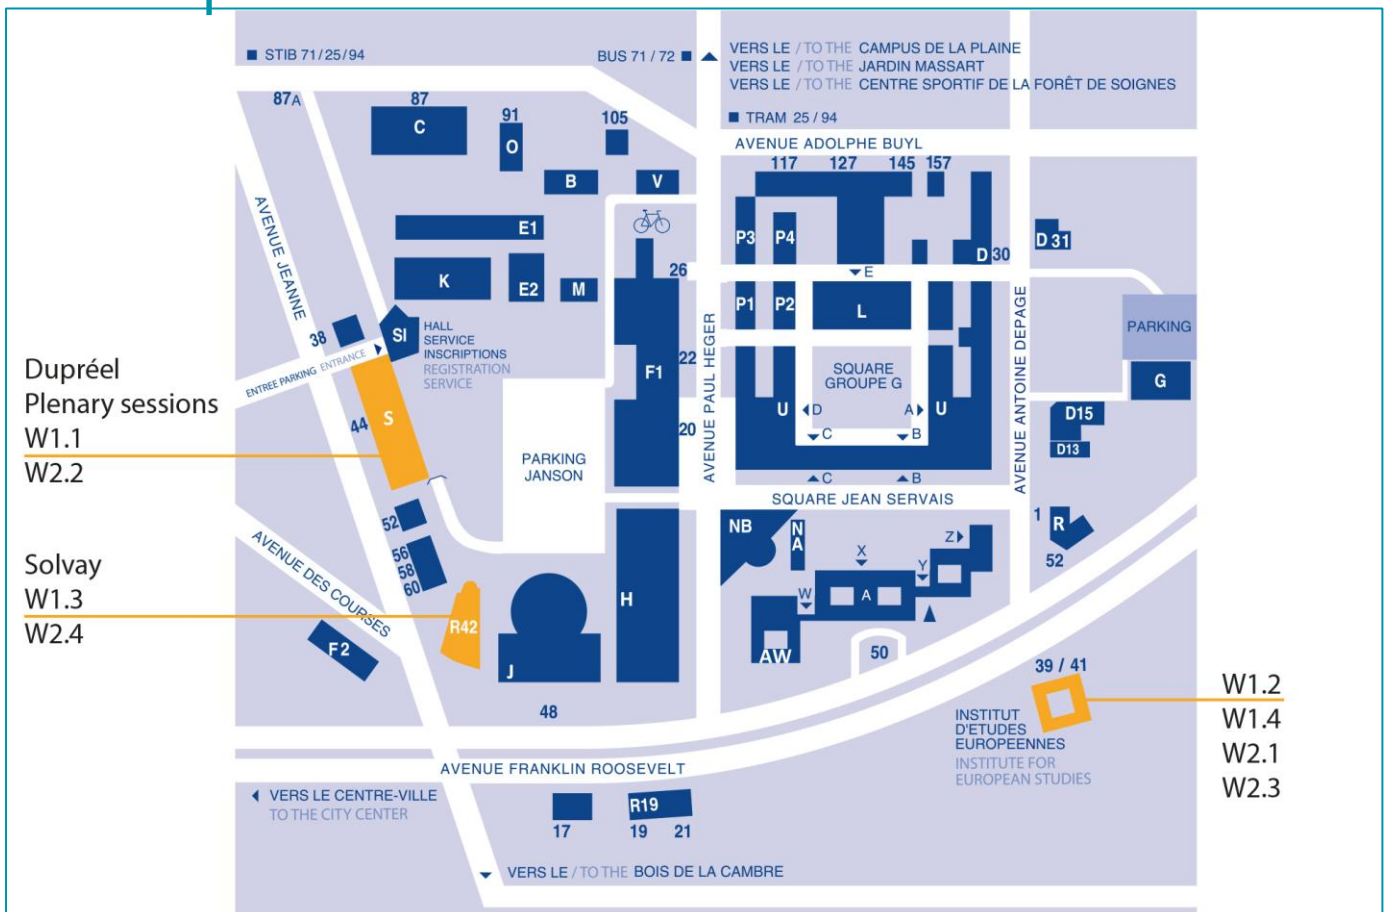 STIB 71/25/94
BUS 71 / 72
VERS LE / TO THE CAMPUS DE LA PLAINE
VERS LE / TO THE JARDIN MASSART
VERS LE / TO THE CENTRE SPORTIF DE LA FORÊT DE SOIGNES
TRAM 25 / 94
AVENUE ADOLPHE BUYL
87A
87
C
91
O
105
B
V
117
127
145
157
AVENUE JEANNE
E1
P3
P4
D 30
D 31
K
E2
M
26
E
P1
P2
L
PARKING
38
SI
HALL
SERVICE
INSCRIPTIONS
REGISTRATION
SERVICE
ENTREE PARKING ENTRANCE
AVENUE PAUL HEGER
AVENUE ANTOINE DEPAGE
F1
22
20
SQUARE
GROUPE G
G
U
D
A
U
C
B
D15
D13
Dupréel
Plenary sessions
W1.1
W2.2
44
S
PARKING
JANSON
C
B
SQUARE JEAN SERVAIS
52
56
58
60
AVENUE DES COURSES
NB
NA
X
Z
Y
W
A
AW
50
1
R
52
Solvay
W1.3
W2.4
R42
F2
J
H
48
39 / 41
INSTITUT
D'ETUDES
EUROPEENNES
INSTITUTE FOR
EUROPEAN STUDIES
W1.2
W1.4
W2.1
W2.3
AVENUE FRANKLIN ROOSEVELT
VERS LE CENTRE-VILLE
TO THE CITY CENTER
17
R19
19
21
VERS LE / TO THE BOIS DE LA CAMBRE